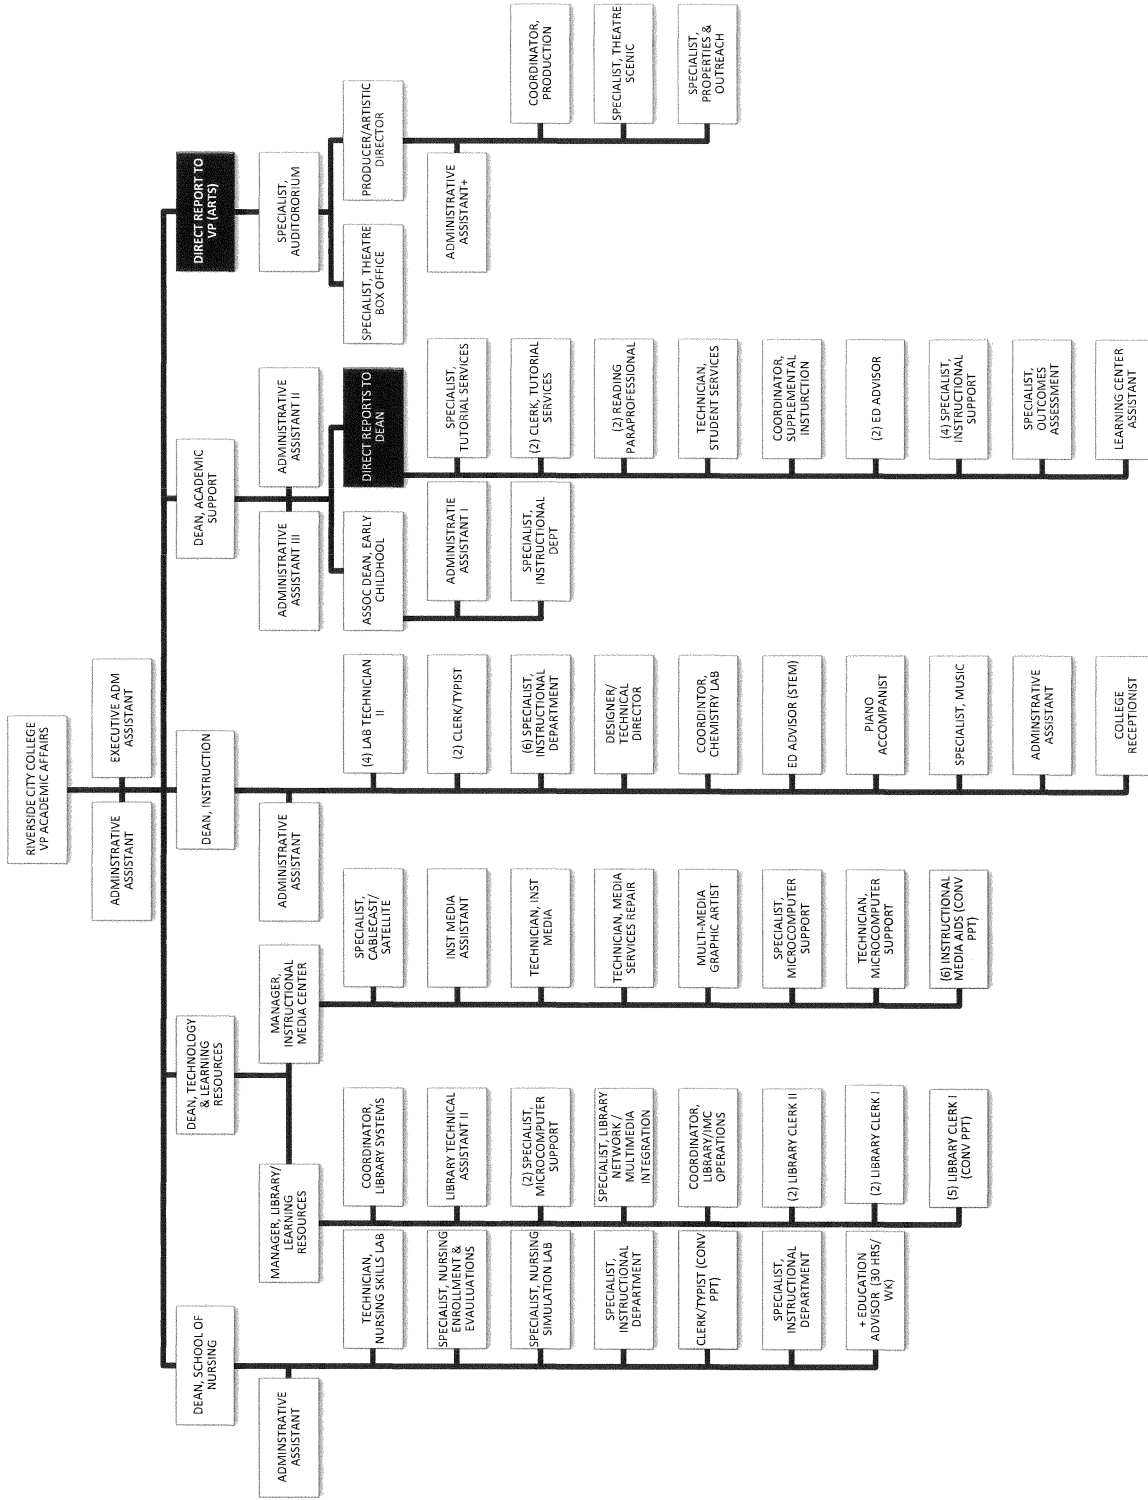 RIVERSIDE CITY COLLEGE
VP ACADEMIC AFFAIRS
ADMINSTRATIVE
ASSISTANT
EXECUTIVE ADM
ASSISTANT
DEAN, SCHOOL OF
NURSING
DEAN, TECHNOLOGY
& LEARNING
RESOURCES
DEAN, INSTRUCTION
DEAN, ACADEMIC
SUPPORT
DIRECT REPORT TO
VP (ARTS)
ADMINSTRATIVE
ASSISTANT
TECHNICIAN,
NURSING SKILLS LAB
SPECIALIST, NURSING
ENROLLMENT &
EVAULUATIONS
SPECIALIST, NURSING
SIMULATION LAB
SPECIALIST,
INSTRUCTIONAL
DEPARTMENT
CLERK/TYPIST (CONV
PPT)
SPECIALIST,
INSTRUCTIONAL
DEPARTMENT
+ EDUCATION
ADVISOR (30 HRS/
WK)
MANAGER, LIBRARY/
LEARNING
RESOURCES
COORDINATOR,
LIBRARY SYSTEMS
LIBRARY TECHNICAL
ASSISTANT II
(2) SPECIALIST,
MICROCOMPUTER
SUPPORT
SPECIALIST, LIBRARY
NETWORK /
MULTIMEDIA
INTEGRATION
COORDINATOR,
LIBRARY/IMC
OPERATIONS
(2) LIBRARY CLERK II
(2) LIBRARY CLERK I
(5) LIBRARY CLERK I
(CONV PPT)
MANAGER,
INSTRUCTIONAL
MEDIA CENTER
SPECIALIST,
CABLECAST/
SATELLITE
INST MEDIA
ASSIISTANT
TECHNICIAN, INST
MEDIA
TECHNICIAN, MEDIA
SERVICES REPAIR
MULTI-MEDIA
GRAPHIC ARTIST
SPECIALIST
MICROCOMPUTER
SUPPORT
TECHNICIAN,
MICROCOMPUTER
SUPPORT
(6) INSTRUCTIONAL
MEDIA AIDS (CONV
PPT)
ADMINISTRATIVE
ASSISTANT
(4) LAB TECHNICIAN
II
(2) CLERK/TYPIST
(6) SPECIALIST,
INSTRUCTIONAL
DEPARTMENT
DESIGNER/
TECHNICAL
DIRECTOR
COORDINTOR,
CHEMISTRY LAB
ED ADVISOR (STEM)
PIANO
ACCOMPANIST
SPECIALIST, MUSIC
ADMINSTRATIVE
ASSISTANT
COLLEGE
RECEPTIONIST
ADMINISTRATIVE
ASSISTANT III
ADMINISTRATIVE
ASSISTANT II
ASSOC DEAN, EARLY
CHILDHOOL
ADMINISTRATIE
ASSISTANT I
SPECIALIST,
INSTRUCTIONAL
DEPT
DIRECT REPORTS TO
DEAN
SPECIALIST,
TUTORIAL SERVICES
(2) CLERK, TUTORIAL
SERVICES
(2) READING
PARAPROFESSIONAL
TECHNICIAN,
STUDENT SERVICES
COORDINATOR,
SUPPLEMENTAL
INSTURCTION
(2) ED ADVISOR
(4) SPECIALIST,
INSTRUCTIONAL
SUPPORT
SPECIALIST,
OUTCOMES
ASSESSMENT
LEARNING CENTER
ASSISTANT
SPECIALIST,
AUDITORORIUM
SPECIALIST, THEATRE
BOX OFFICE
PRODUCER/ARTISTIC
DIRECTOR
ADMINISTRATIVE
ASSISTANT+
COORDINATOR,
PRODUCTION
SPECIALIST, THEATRE
SCENIC
SPECIALIST,
PROPERTIES &
OUTREACH